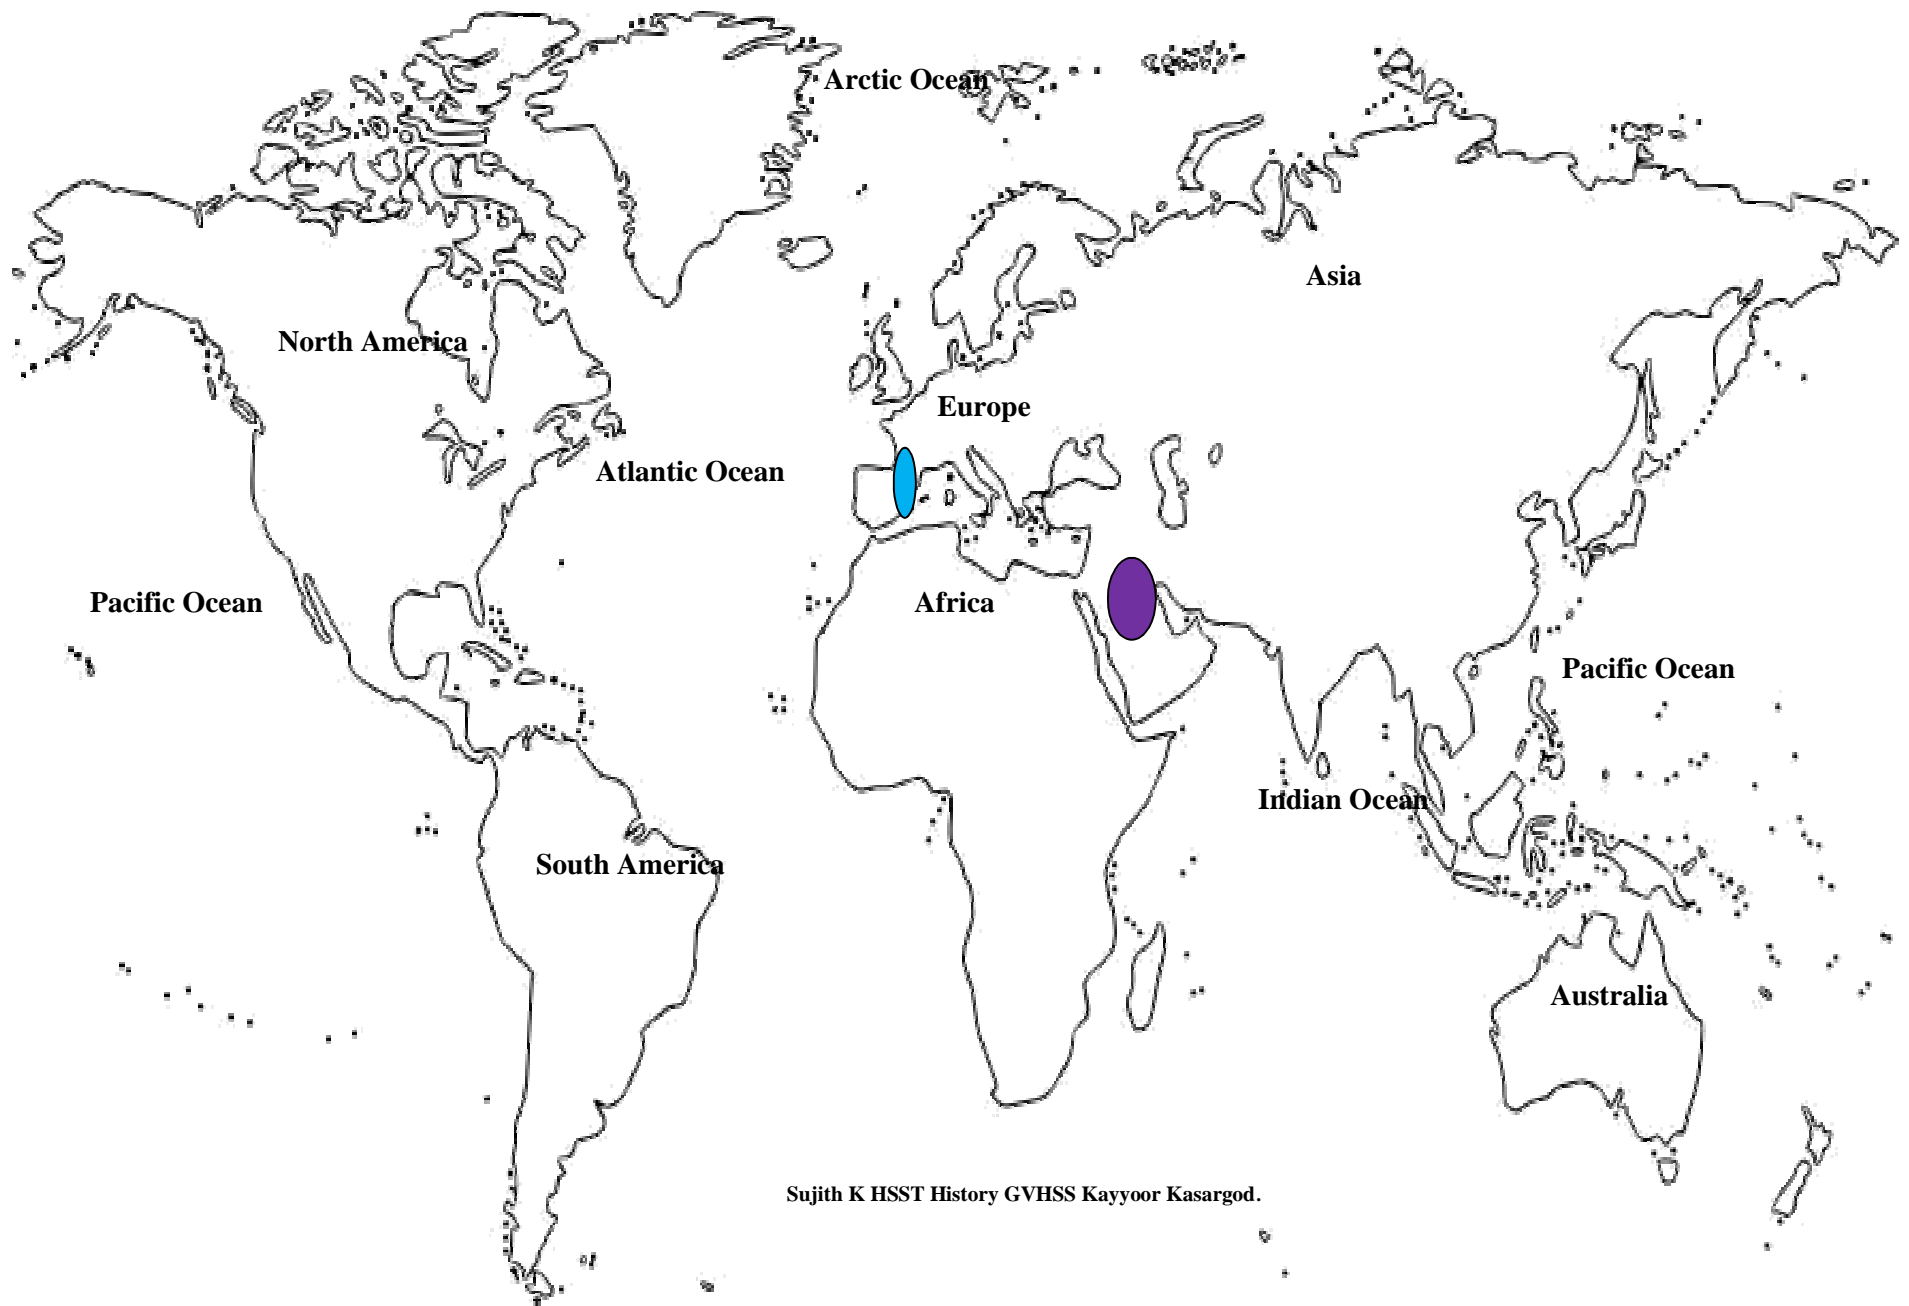 Arctic Ocean
Asia
North America
Europe
Atlantic Ocean
Pacific Ocean
Africa
Pacific Ocean
Indian Ocean
South America
Australia
Sujith K HSST History GVHSS Kayyoor Kasargod.